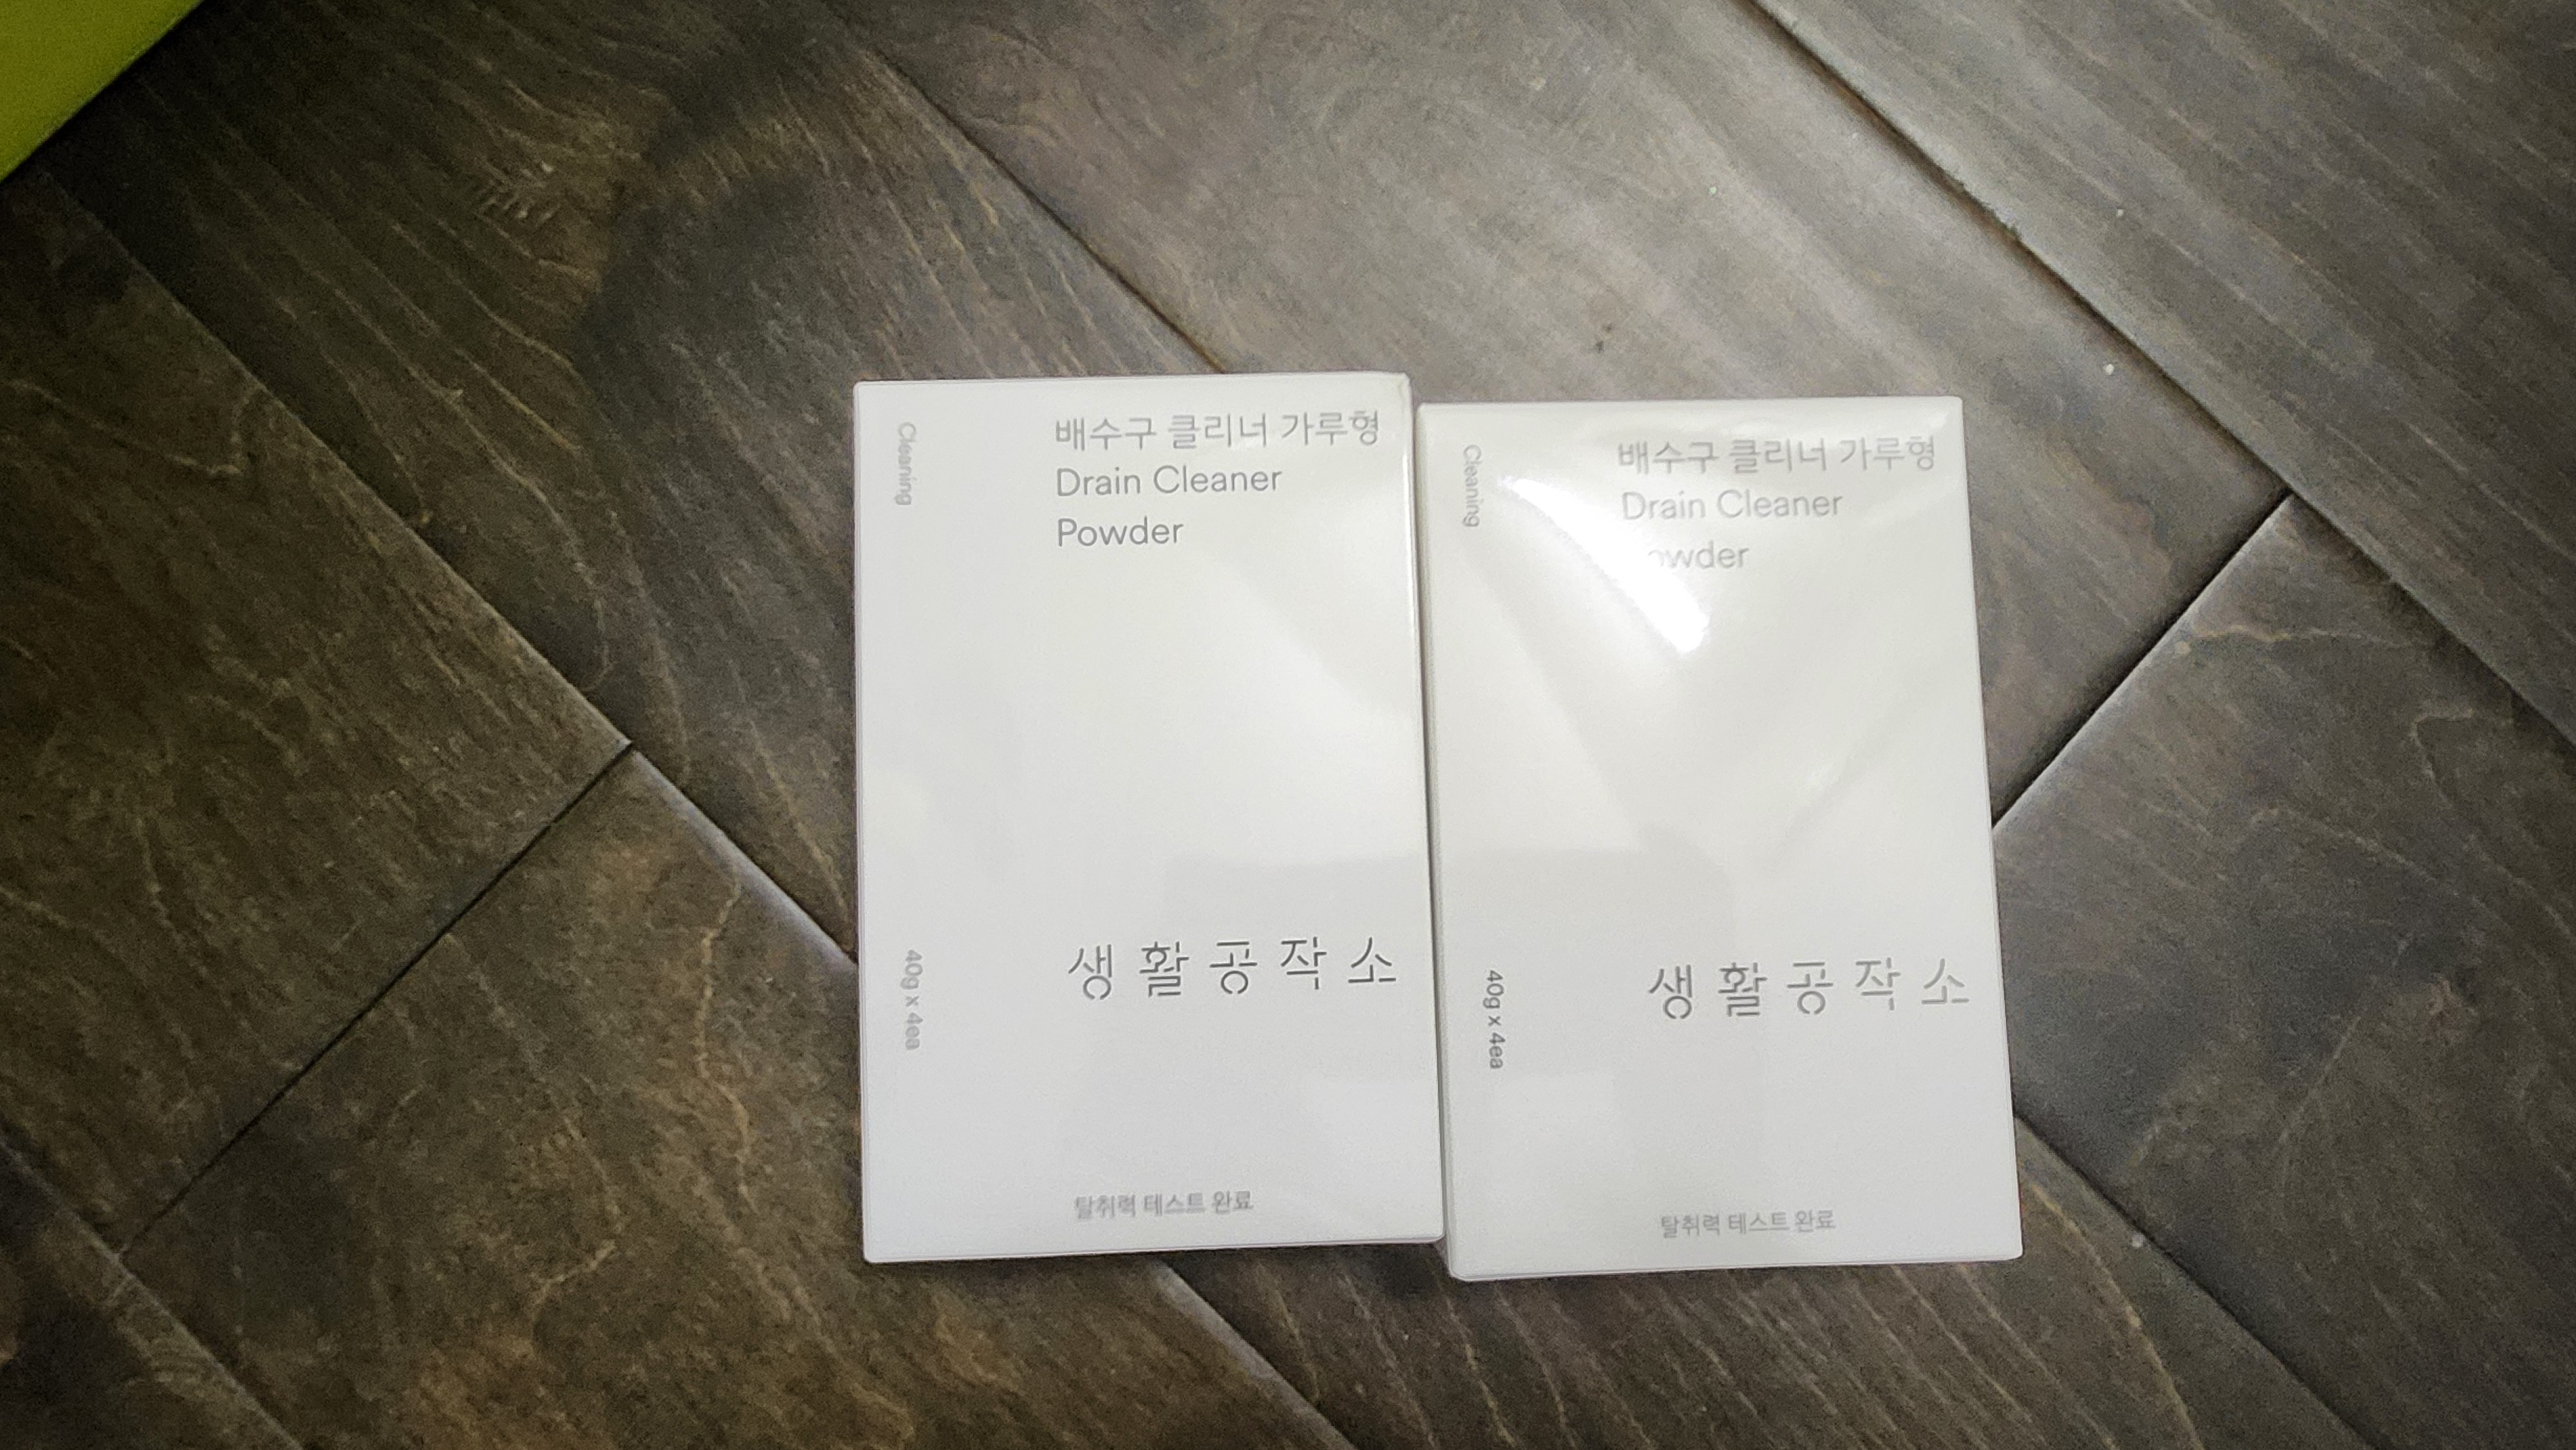 Cleaning
배수구 클리너 가루형
Drain Cleaner
Powder
생활공작소
40g x 4ea
탈취력 테스트 완료
Cleaning
배수구 클리너 가루형
Drain Cleaner
owder
생활공작소
40g x 4ea
탈취력 테스트 완료